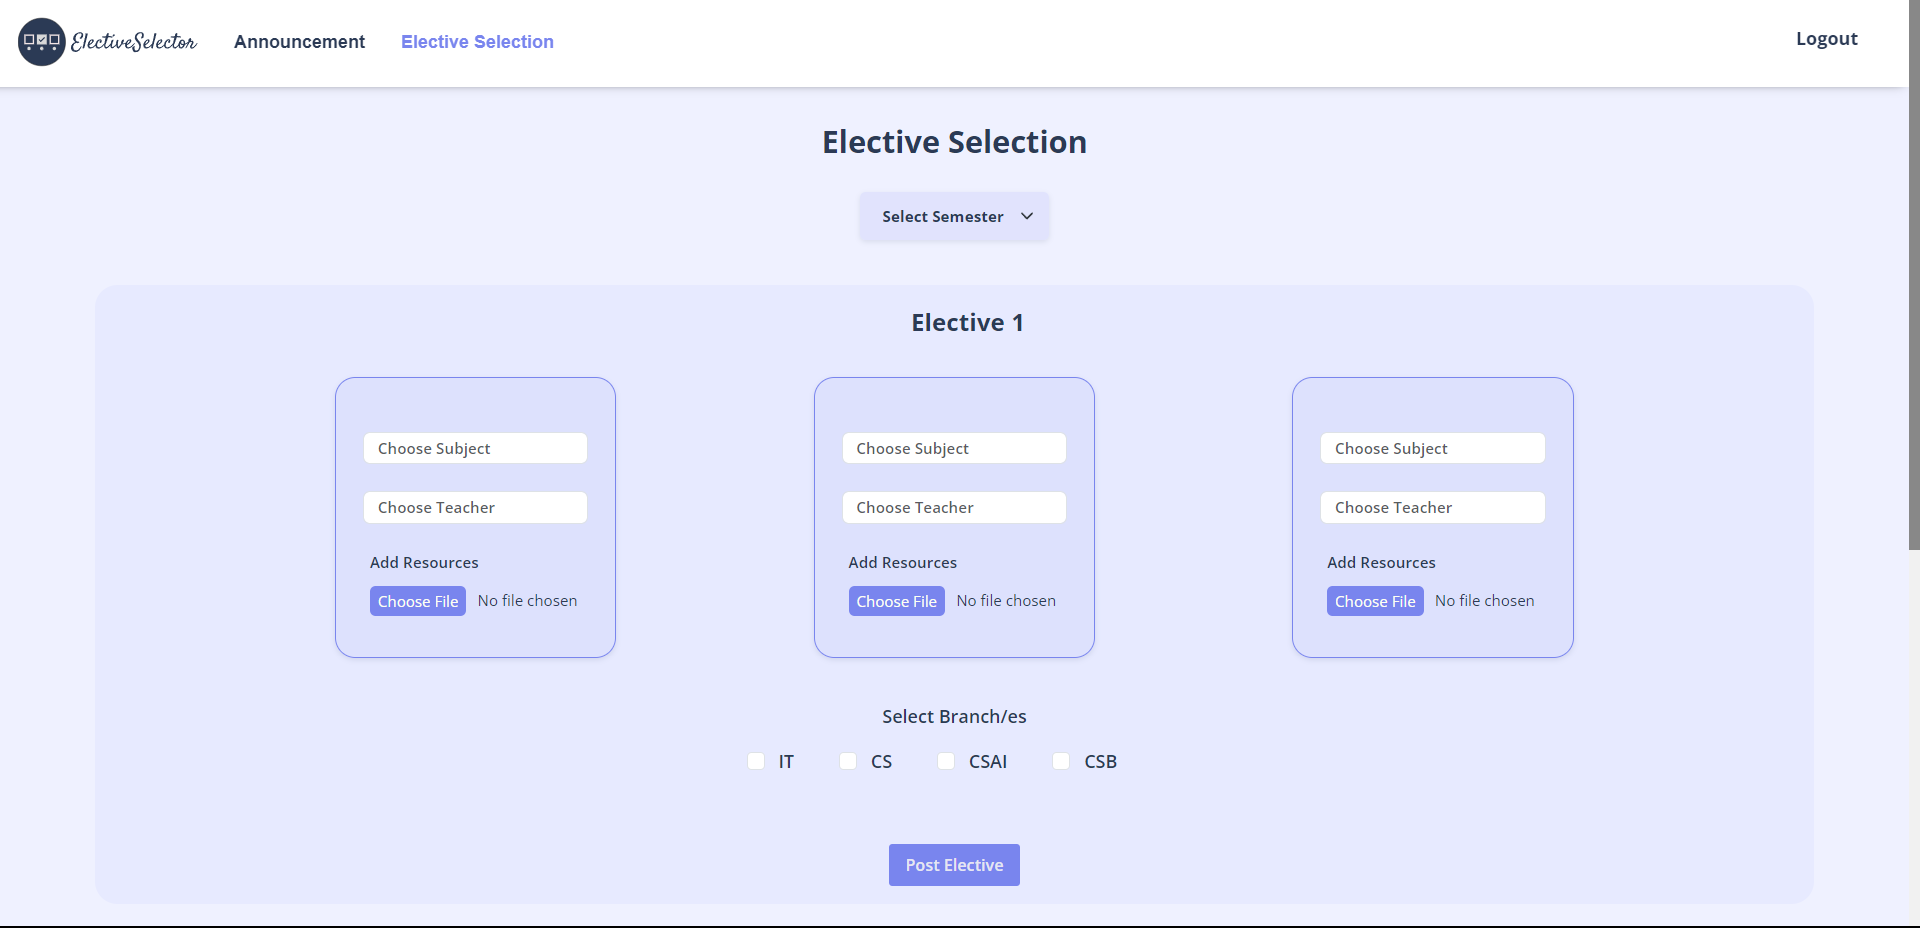 ElectiveSelector Announcement Elective Selection Logout
Elective Selection
Select Semester
Elective 1
Choose Subject Choose Subject Choose Subject
Choose Teacher Choose Teacher Choose Teacher
Add Resources Add Resources Add Resources
Choose File No file chosen Choose File No file chosen Choose File No file chosen
Select Branch/es
IT CS CSAI CSB
Post Elective